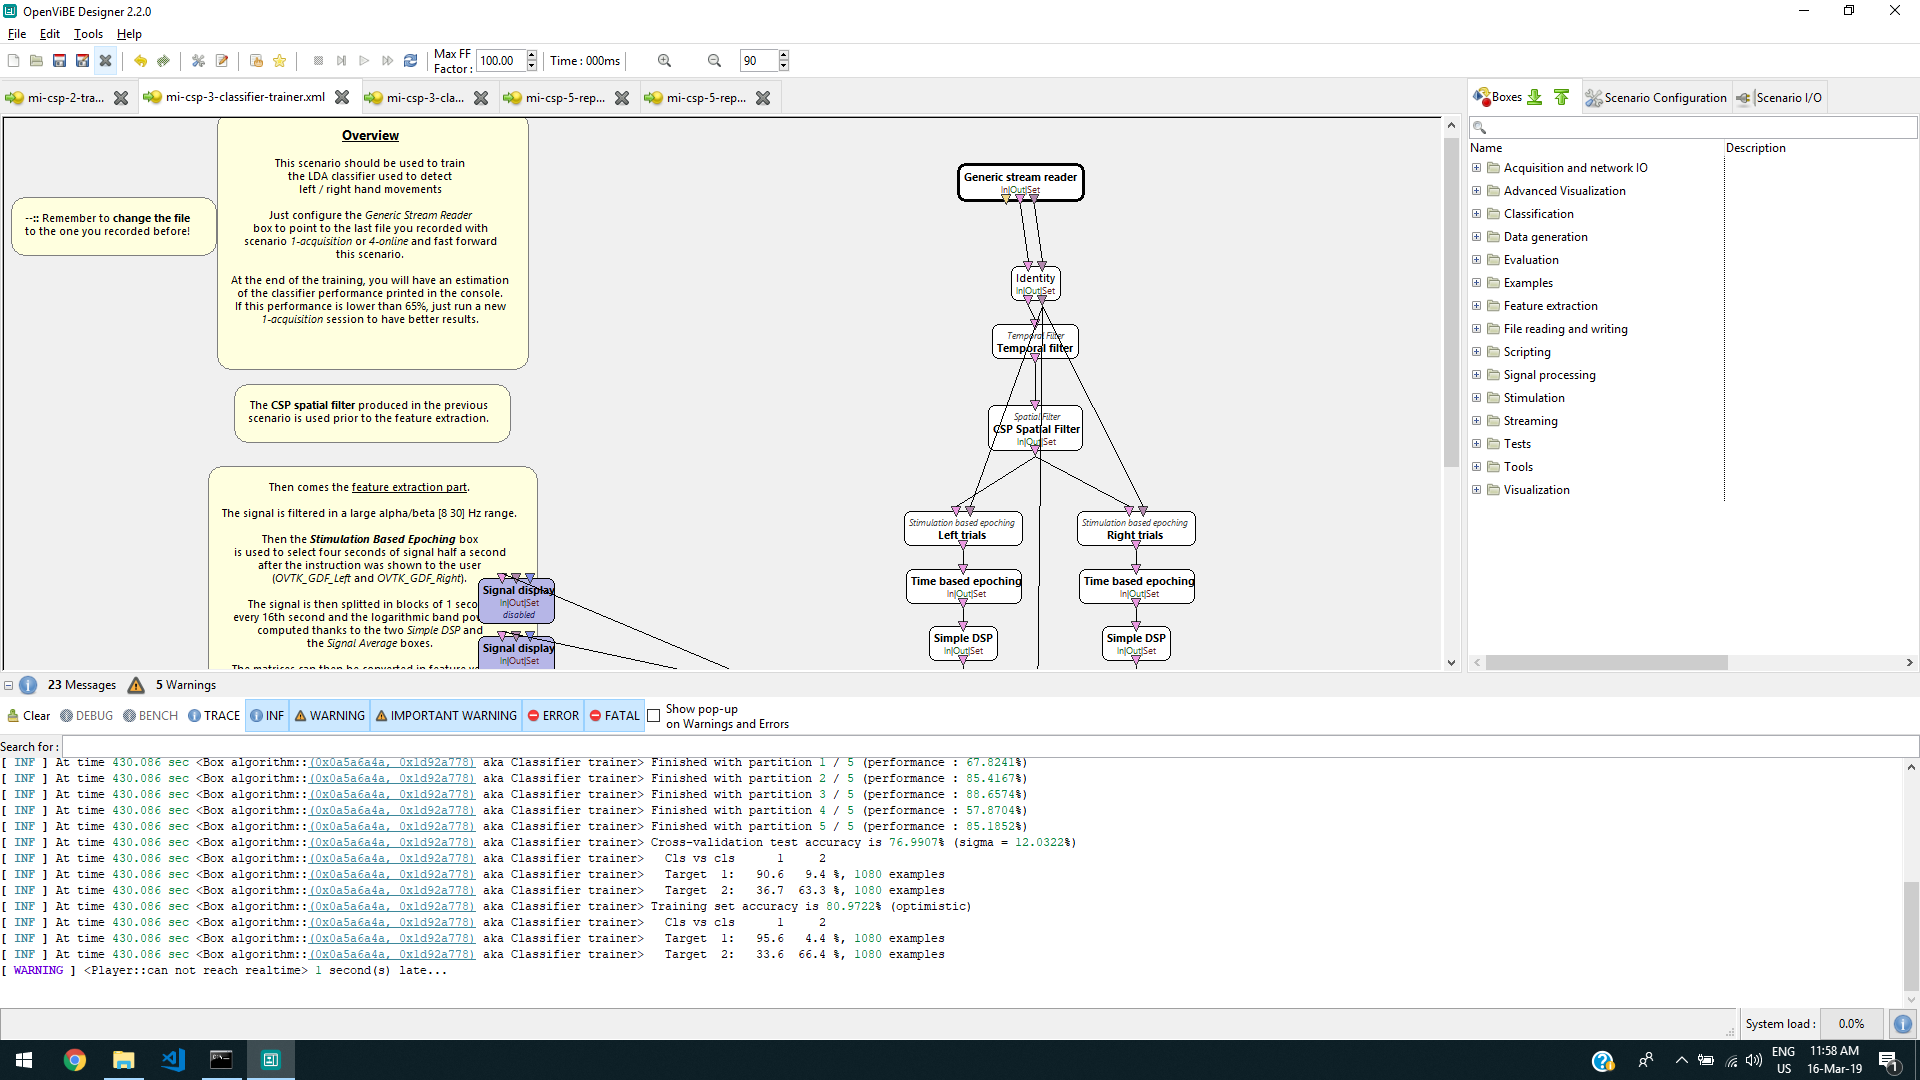 OpenViBE Designer 2.2.0
File Edit Tools Help
Max FF
Factor : 100.00 Time : 000ms 90
mi-csp-2-tra... mi-csp-3-classifier-trainer.xml mi-csp-3-cla... mi-csp-5-rep... mi-csp-5-rep...
Boxes Scenario Configuration Scenario I/O
Overview
This scenario should be used to train
the LDA classifier used to detect
left / right hand movements
Just configure the Generic Stream Reader
box to point to the last file you recorded with
scenario 1-acquisition or 4-online and fast forward
this scenario.
At the end of the training, you will have an estimation
of the classifier performance printed in the console.
If this performance is lower than 65%, just run a new
1-acquisition session to have better results.
--:: Remember to change the file
to the one you recorded before!
The CSP spatial filter produced in the previous
scenario is used prior to the feature extraction.
Then comes the feature extraction part.
The signal is filtered in a large alpha/beta [8 30] Hz range.
Then the Stimulation Based Epoching box
is used to select four seconds of signal half a second
after the instruction was shown to the user
(OVTK_GDF_Left and OVTK_GDF_Right).
The signal is then splitted in blocks of 1 seco
every 16th second and the logarithmic band po
computed thanks to the two Simple DSP and
the Signal Average boxes.
Signal display
In|Out|Set
disabled
Signal display
In|Out|Set
Generic stream reader
In|Out|Set
Identity
In|Out|Set
Temporal Filter
Temporal filter
Spatial Filter
CSP Spatial Filter
In|Out|Set
Stimulation based epoching
Left trials
Stimulation based epoching
Right trials
Time based epoching
In|Out|Set
Time based epoching
In|Out|Set
Simple DSP
In|Out|Set
Simple DSP
In|Out|Set
Name Description
Acquisition and network IO
Advanced Visualization
Classification
Data generation
Evaluation
Examples
Feature extraction
File reading and writing
Scripting
Signal processing
Stimulation
Streaming
Tests
Tools
Visualization
23 Messages 5 Warnings
Clear DEBUG BENCH TRACE INF WARNING IMPORTANT WARNING ERROR FATAL Show pop-up
on Warnings and Errors
Search for :
[ INF ] At time 430.086 sec <Box algorithm::(0x0a5a6a4a, 0x1d92a778) aka Classifier trainer> Finished with partition 1 / 5 (performance : 67.8241%)
[ INF ] At time 430.086 sec <Box algorithm::(0x0a5a6a4a, 0x1d92a778) aka Classifier trainer> Finished with partition 2 / 5 (performance : 85.4167%)
[ INF ] At time 430.086 sec <Box algorithm::(0x0a5a6a4a, 0x1d92a778) aka Classifier trainer> Finished with partition 3 / 5 (performance : 88.6574%)
[ INF ] At time 430.086 sec <Box algorithm::(0x0a5a6a4a, 0x1d92a778) aka Classifier trainer> Finished with partition 4 / 5 (performance : 57.8704%)
[ INF ] At time 430.086 sec <Box algorithm::(0x0a5a6a4a, 0x1d92a778) aka Classifier trainer> Finished with partition 5 / 5 (performance : 85.1852%)
[ INF ] At time 430.086 sec <Box algorithm::(0x0a5a6a4a, 0x1d92a778) aka Classifier trainer> Cross-validation test accuracy is 76.9907% (sigma = 12.0322%)
[ INF ] At time 430.086 sec <Box algorithm::(0x0a5a6a4a, 0x1d92a778) aka Classifier trainer> Cls vs cls 1 2
[ INF ] At time 430.086 sec <Box algorithm::(0x0a5a6a4a, 0x1d92a778) aka Classifier trainer> Target 1: 90.6 9.4 %, 1080 examples
[ INF ] At time 430.086 sec <Box algorithm::(0x0a5a6a4a, 0x1d92a778) aka Classifier trainer> Target 2: 36.7 63.3 %, 1080 examples
[ INF ] At time 430.086 sec <Box algorithm::(0x0a5a6a4a, 0x1d92a778) aka Classifier trainer> Training set accuracy is 80.9722% (optimistic)
[ INF ] At time 430.086 sec <Box algorithm::(0x0a5a6a4a, 0x1d92a778) aka Classifier trainer> Cls vs cls 1 2
[ INF ] At time 430.086 sec <Box algorithm::(0x0a5a6a4a, 0x1d92a778) aka Classifier trainer> Target 1: 95.6 4.4 %, 1080 examples
[ INF ] At time 430.086 sec <Box algorithm::(0x0a5a6a4a, 0x1d92a778) aka Classifier trainer> Target 2: 33.6 66.4 %, 1080 examples
[ WARNING ] <Player::can not reach realtime> 1 second(s) late...
System load : 0.0%
ENG
US
11:58 AM
16-Mar-19
1